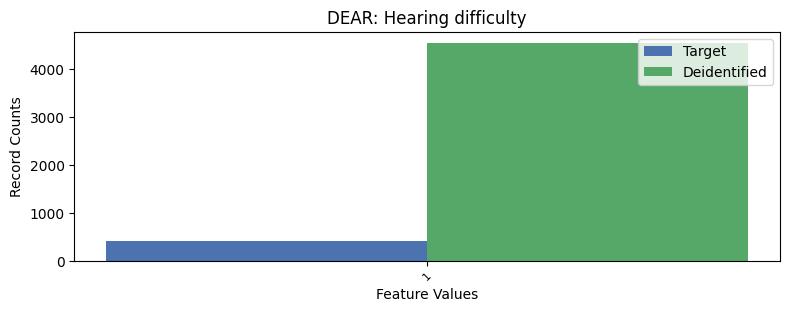 DEAR: Hearing difficulty
Target
Deidentified
Record Counts
4000
3000
2000
1000
0
1
Feature Values